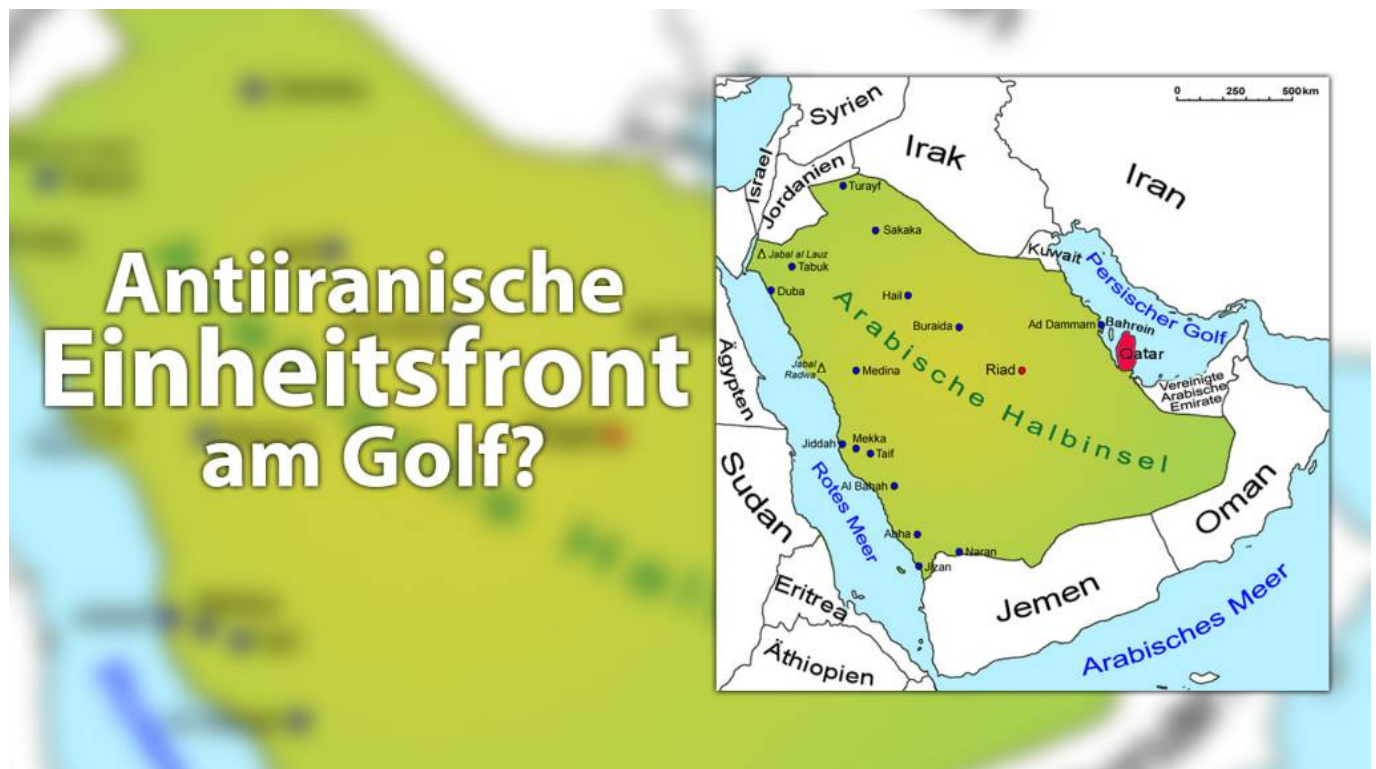 Antiiranische
Einheitsfront
am Golf?
0 250 500 km
Syrien
Irak
Iran
Israel
Jordanien
Turayf
Sakaka
Kuwait
Jabal al Lauz
Tabuk
Persischer Golf
Duba
Hail
Arabische Halbinsel
Buraida
Ad Dammam
Bahrein
Qatar
Ägypten
Jabal
Radwa
Medina
Riad
Vereinigte
Arabische
Emirate
Jiddah
Mekka
Taif
Sudan
Rotes Meer
Al Bahah
Oman
Abha
Naran
Jizan
Eritrea
Jemen
Arabisches Meer
Äthiopien